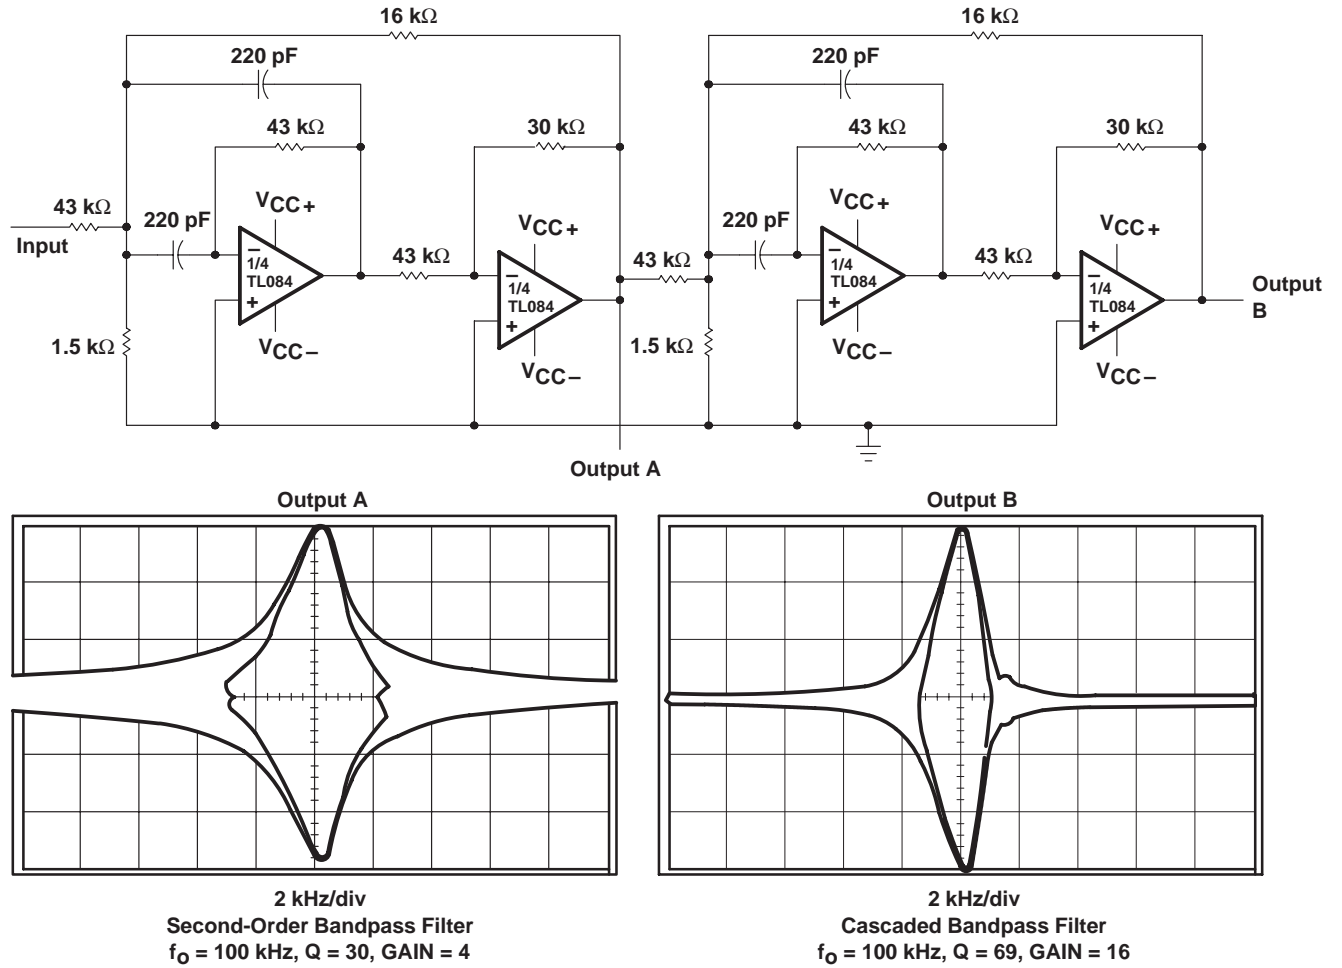 16 kΩ
16 kΩ
220 pF
220 pF
43 kΩ
30 kΩ
43 kΩ
30 kΩ
43 kΩ
Input
220 pF
VCC+
−
1/4
TL084
+
VCC−
1.5 kΩ
43 kΩ
VCC+
−
1/4
TL084
+
VCC−
43 kΩ
220 pF
VCC+
−
1/4
TL084
+
VCC−
1.5 kΩ
43 kΩ
VCC+
−
1/4
TL084
+
VCC−
Output
B
Output A
Output A
Output B
2 kHz/div
Second-Order Bandpass Filter
fo = 100 kHz, Q = 30, GAIN = 4
2 kHz/div
Cascaded Bandpass Filter
fo = 100 kHz, Q = 69, GAIN = 16